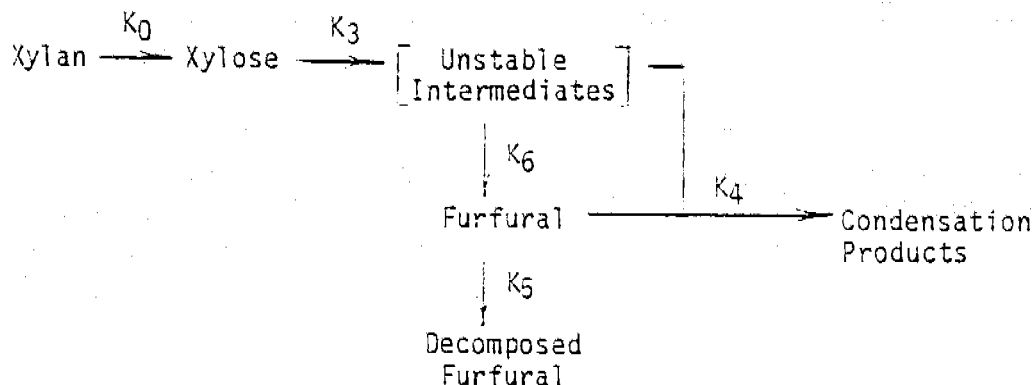 K0
K3
Xylan Xylose Unstable
Intermediates
K6
K4
Furfural Condensation
Products
K5
Decomposed
Furfural